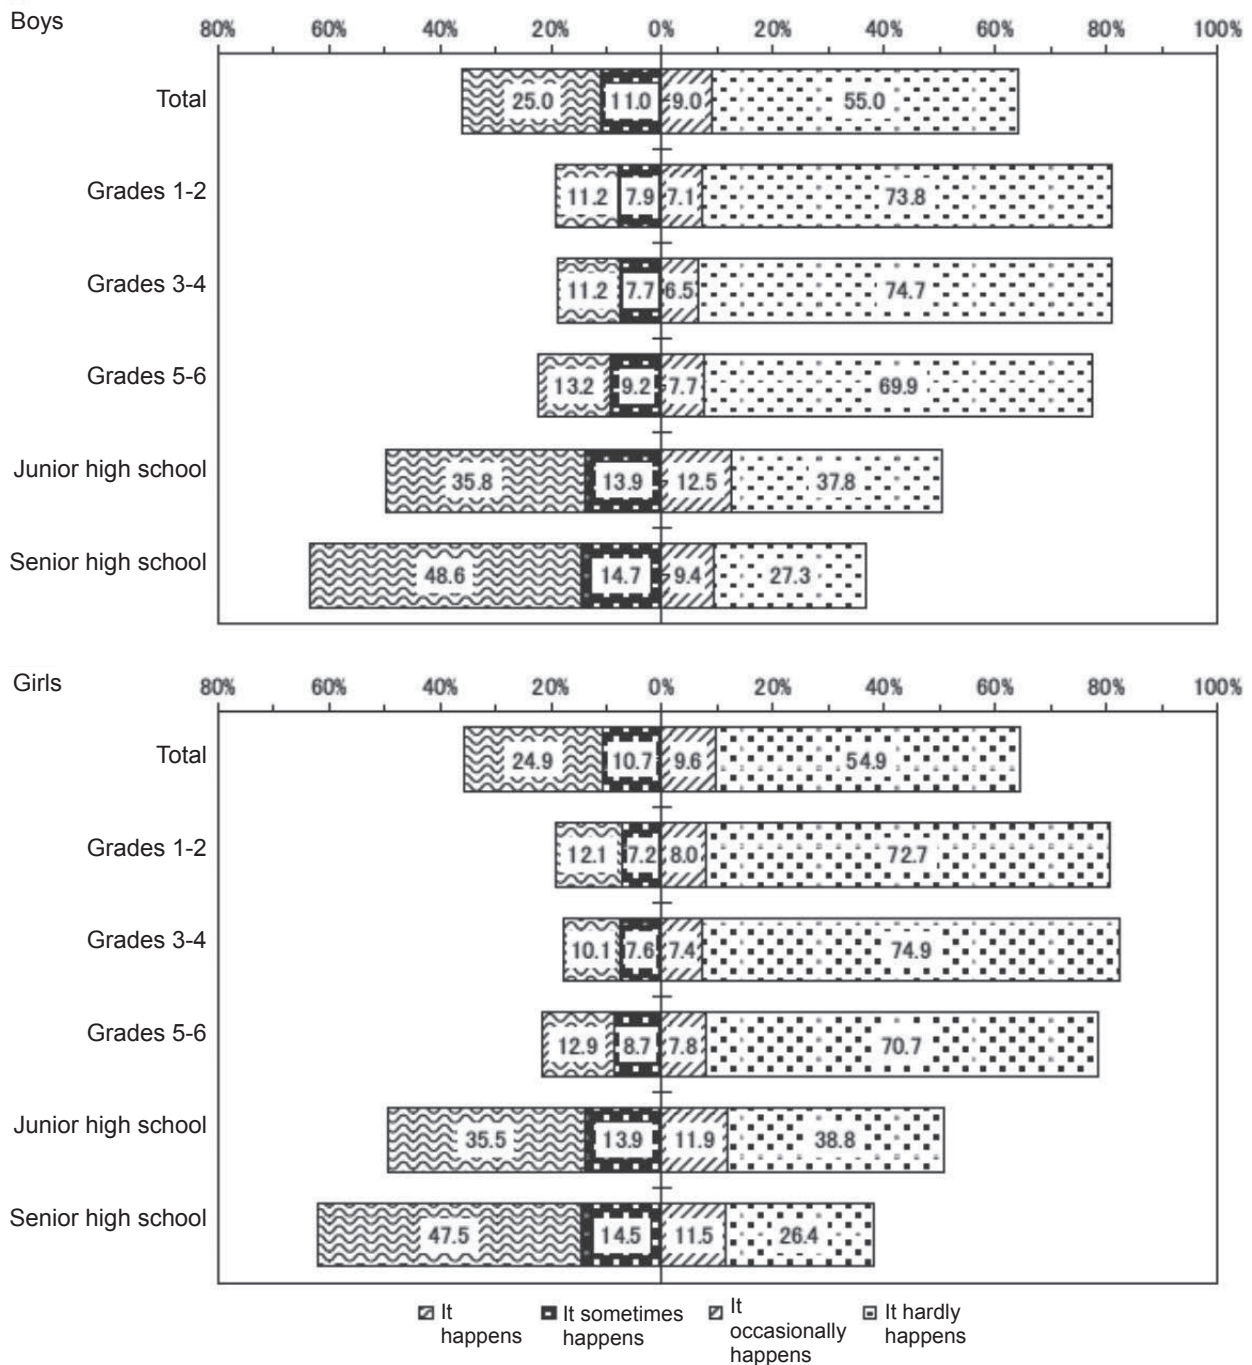 Boys
80% 60% 40% 20% 0% 20% 40% 60% 80% 100%
Total 25.0 11.0 9.0 55.0
Grades 1-2 11.2 7.9 7.1 73.8
Grades 3-4 11.2 7.7 6.5 74.7
Grades 5-6 13.2 9.2 7.7 69.9
Junior high school 35.8 13.9 12.5 37.8
Senior high school 48.6 14.7 9.4 27.3
Girls
80% 60% 40% 20% 0% 20% 40% 60% 80% 100%
Total 24.9 10.7 9.6 54.9
Grades 1-2 12.1 7.2 8.0 72.7
Grades 3-4 10.1 7.6 7.4 74.9
Grades 5-6 12.9 8.7 7.8 70.7
Junior high school 35.5 13.9 11.9 38.8
Senior high school 47.5 14.5 11.5 26.4
It
happens
It sometimes
happens
It
occasionally
happens
It hardly
happens